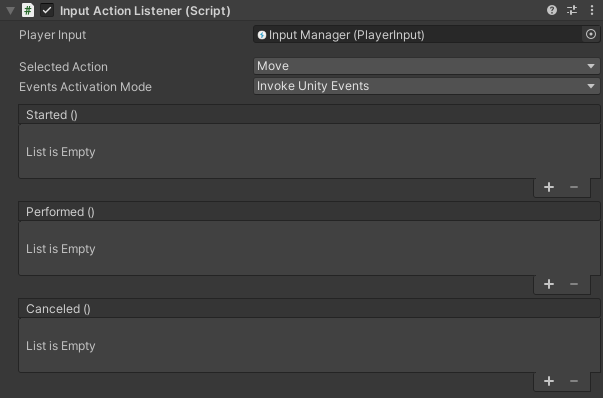 Input Action Listener (Script)
Player Input
Input Manager (PlayerInput)
Selected Action
Move
Events Activation Mode
Invoke Unity Events
Started ()
List is Empty
Performed ()
List is Empty
Canceled ()
List is Empty